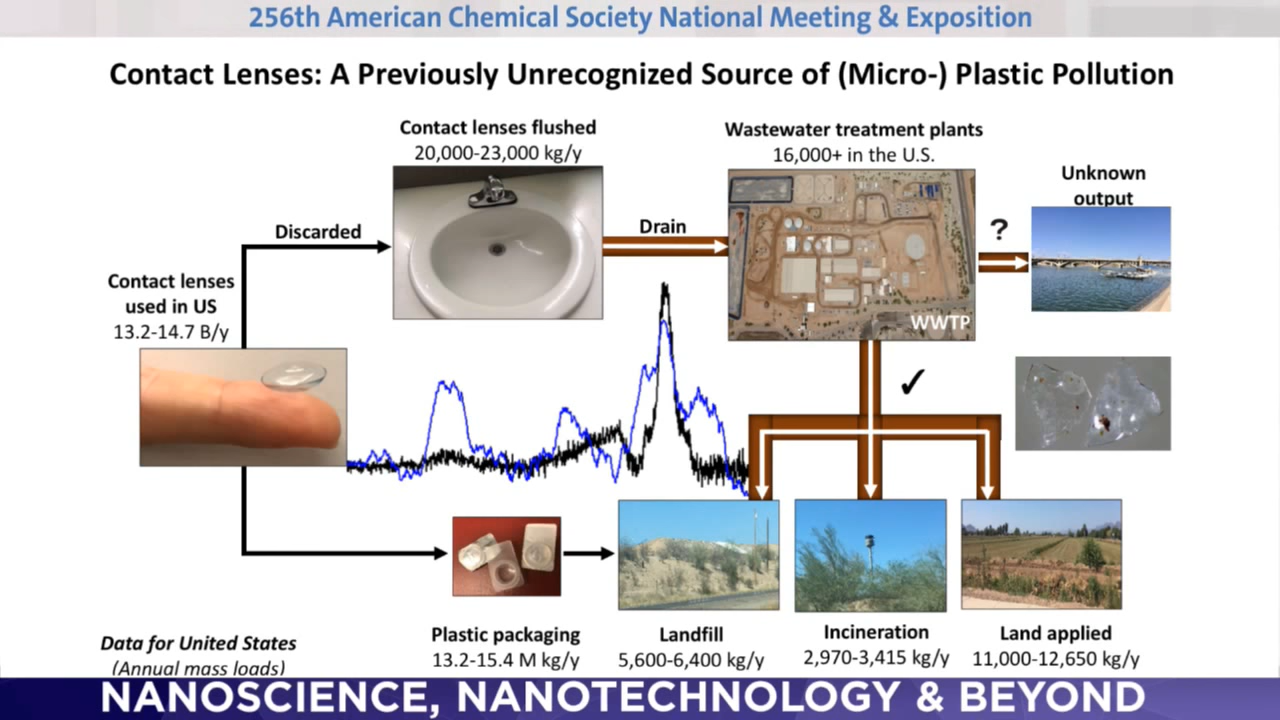 256th American Chemical Society National Meeting & Exposition
Contact Lenses: A Previously Unrecognized Source of (Micro-) Plastic Pollution
Contact lenses flushed
20,000-23,000 kg/y
Wastewater treatment plants
16,000+ in the U.S.
Unknown
output
Discarded
Drain
?
Contact lenses
used in US
13.2-14.7 B/y
WWTP
✓
Plastic packaging
13.2-15.4 M kg/y
Landfill
5,600-6,400 kg/y
Incineration
2,970-3,415 kg/y
Land applied
11,000-12,650 kg/y
Data for United States
(Annual mass loads)
NANOSCIENCE, NANOTECHNOLOGY & BEYOND